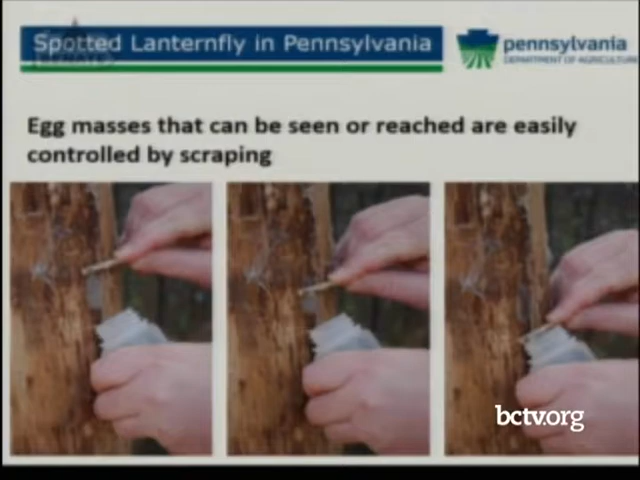 Spotted Lanternfly in Pennsylvania
SENATE
pennsylvania
DEPARTMENT OF AGRICULTURE
Egg masses that can be seen or reached are easily
controlled by scraping
bctv.org